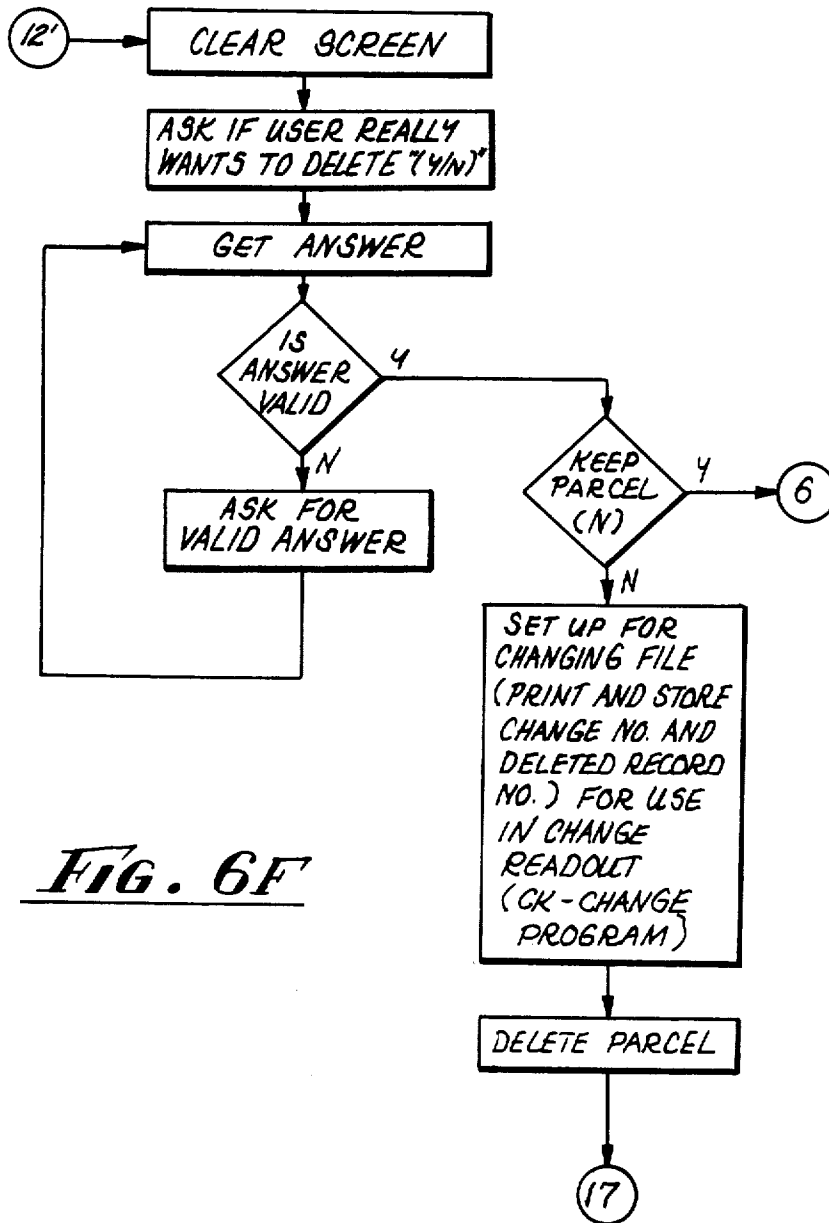 12'
CLEAR SCREEN
ASK IF USER REALLY
WANTS TO DELETE "(Y/N)"
GET ANSWER
IS
ANSWER
VALID
Y
N
ASK FOR
VALID ANSWER
KEEP
PARCEL
(N)
Y
6
N
SET UP FOR
CHANGING FILE
(PRINT AND STORE
CHANGE NO. AND
DELETED RECORD
NO.) FOR USE
IN CHANGE
READOUT
(CK-CHANGE
PROGRAM)
DELETE PARCEL
17
FIG. 6F